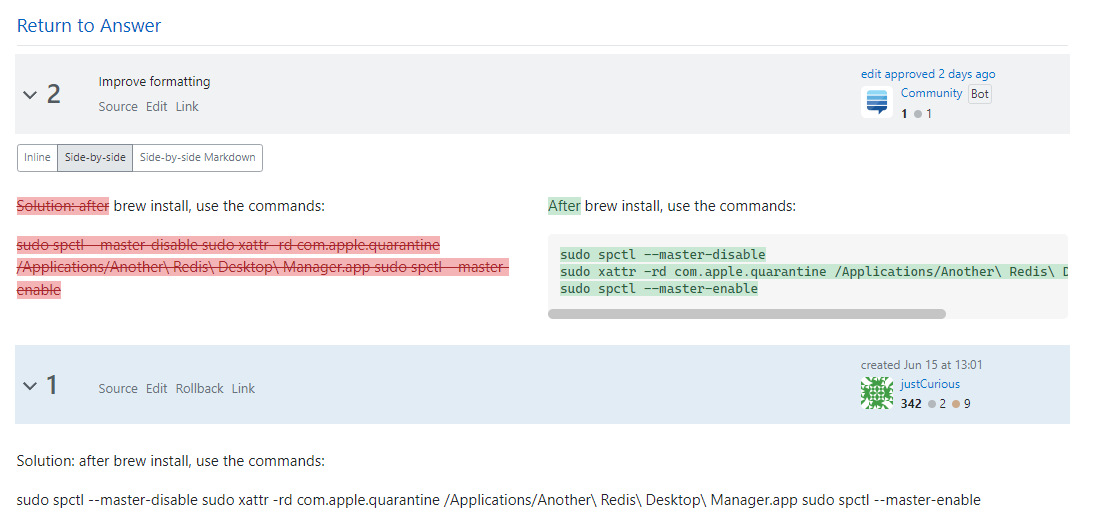 Return to Answer
2
Improve formatting
Source Edit Link
edit approved 2 days ago
Community Bot
1 1
Inline Side-by-side Side-by-side Markdown
Solution: after brew install, use the commands:
sudo spctl --master-disable sudo xattr -rd com.apple.quarantine
/Applications/Another\ Redis\ Desktop\ Manager.app sudo spctl --master-
enable
After brew install, use the commands:
sudo spctl --master-disable
sudo xattr -rd com.apple.quarantine /Applications/Another\ Redis\ D
sudo spctl --master-enable
1
Source Edit Rollback Link
created Jun 15 at 13:01
justCurious
342 2 9
Solution: after brew install, use the commands:
sudo spctl --master-disable sudo xattr -rd com.apple.quarantine /Applications/Another\ Redis\ Desktop\ Manager.app sudo spctl --master-enable